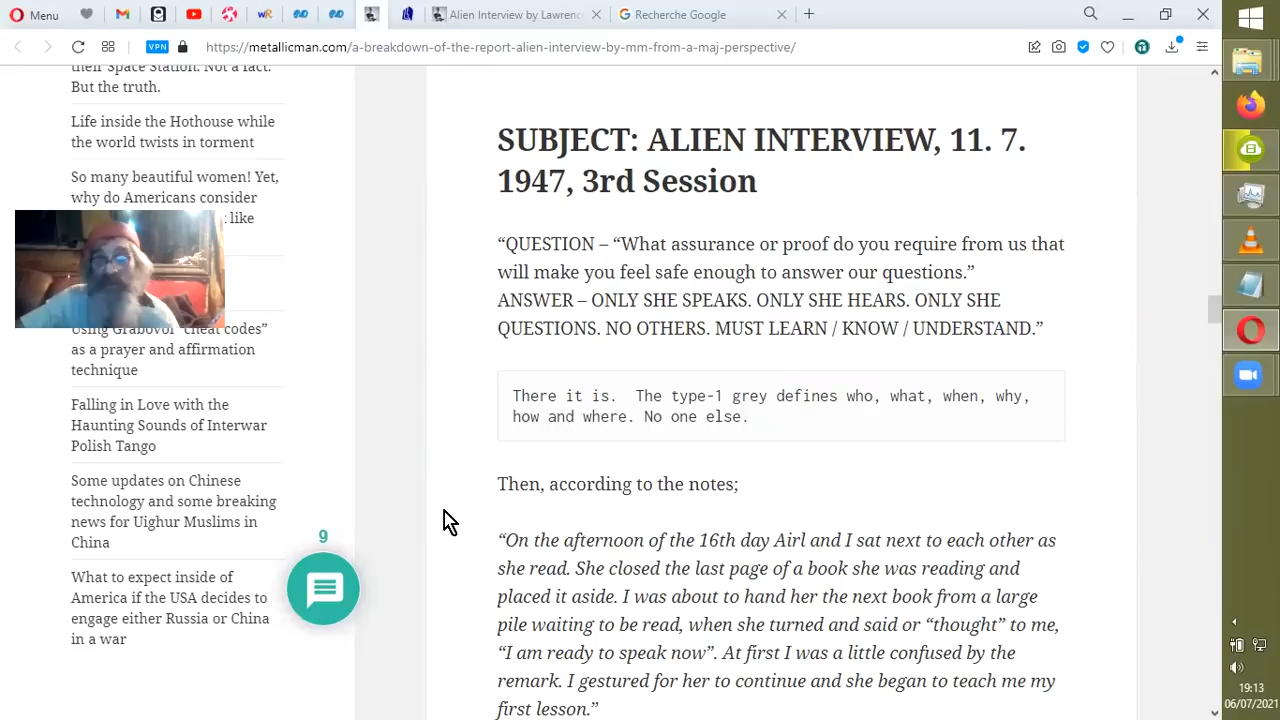 Menu
Alien Interview by Lawrenc
Recherche Google
VPN
https://metallicman.com/a-breakdown-of-the-report-alien-interview-by-mm-from-a-maj-perspective/
their Space Station. Not a fact.
But the truth.
Life inside the Hothouse while
the world twists in torment
So many beautiful women! Yet,
why do Americans consider
like
Using Grabovoi “cheat codes”
as a prayer and affirmation
technique
Falling in Love with the
Haunting Sounds of Interwar
Polish Tango
Some updates on Chinese
technology and some breaking
news for Uighur Muslims in
China
What to expect inside of
America if the USA decides to
engage either Russia or China
in a war
9
SUBJECT: ALIEN INTERVIEW, 11. 7.
1947, 3rd Session
“QUESTION – “What assurance or proof do you require from us that
will make you feel safe enough to answer our questions.”
ANSWER – ONLY SHE SPEAKS. ONLY SHE HEARS. ONLY SHE
QUESTIONS. NO OTHERS. MUST LEARN / KNOW / UNDERSTAND.”
There it is.  The type-1 grey defines who, what, when, why,
how and where. No one else.
Then, according to the notes;
“On the afternoon of the 16th day Airl and I sat next to each other as
she read. She closed the last page of a book she was reading and
placed it aside. I was about to hand her the next book from a large
pile waiting to be read, when she turned and said or “thought” to me,
“I am ready to speak now”. At first I was a little confused by the
remark. I gestured for her to continue and she began to teach me my
first lesson.”
19:13
06/07/2021